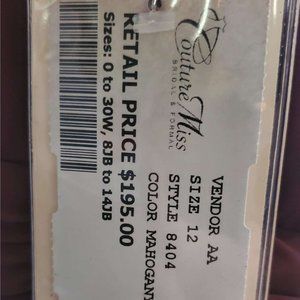 Couture Miss
BRIDAL & FORMAL
VENDOR AA
SIZE 12
STYLE 8404
COLOR MAHOGANY
RETAIL PRICE $195.00
Sizes: 0 to 30W, 8JB to 14JB